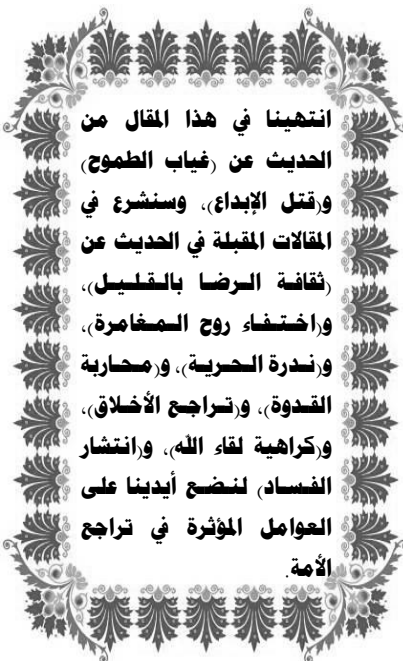 انتهينا في هذا المقال من
الحديث عن (غياب الطموح)
و(قتل الإبداع)، وسنشرع في
المقالات المقبلة في الحديث عن
(ثقافة الرضا بالقليل)،
و(اختفاء روح المغامرة)،
و(ندرة الحرية)، و(محاربة
القدوة)، و(تراجع الأخلاق)،
و(كراهية لقاء الله)، و(انتشار
الفساد) لنضع أيدينا على
العوامل المؤثرة في تراجع
الأمة.